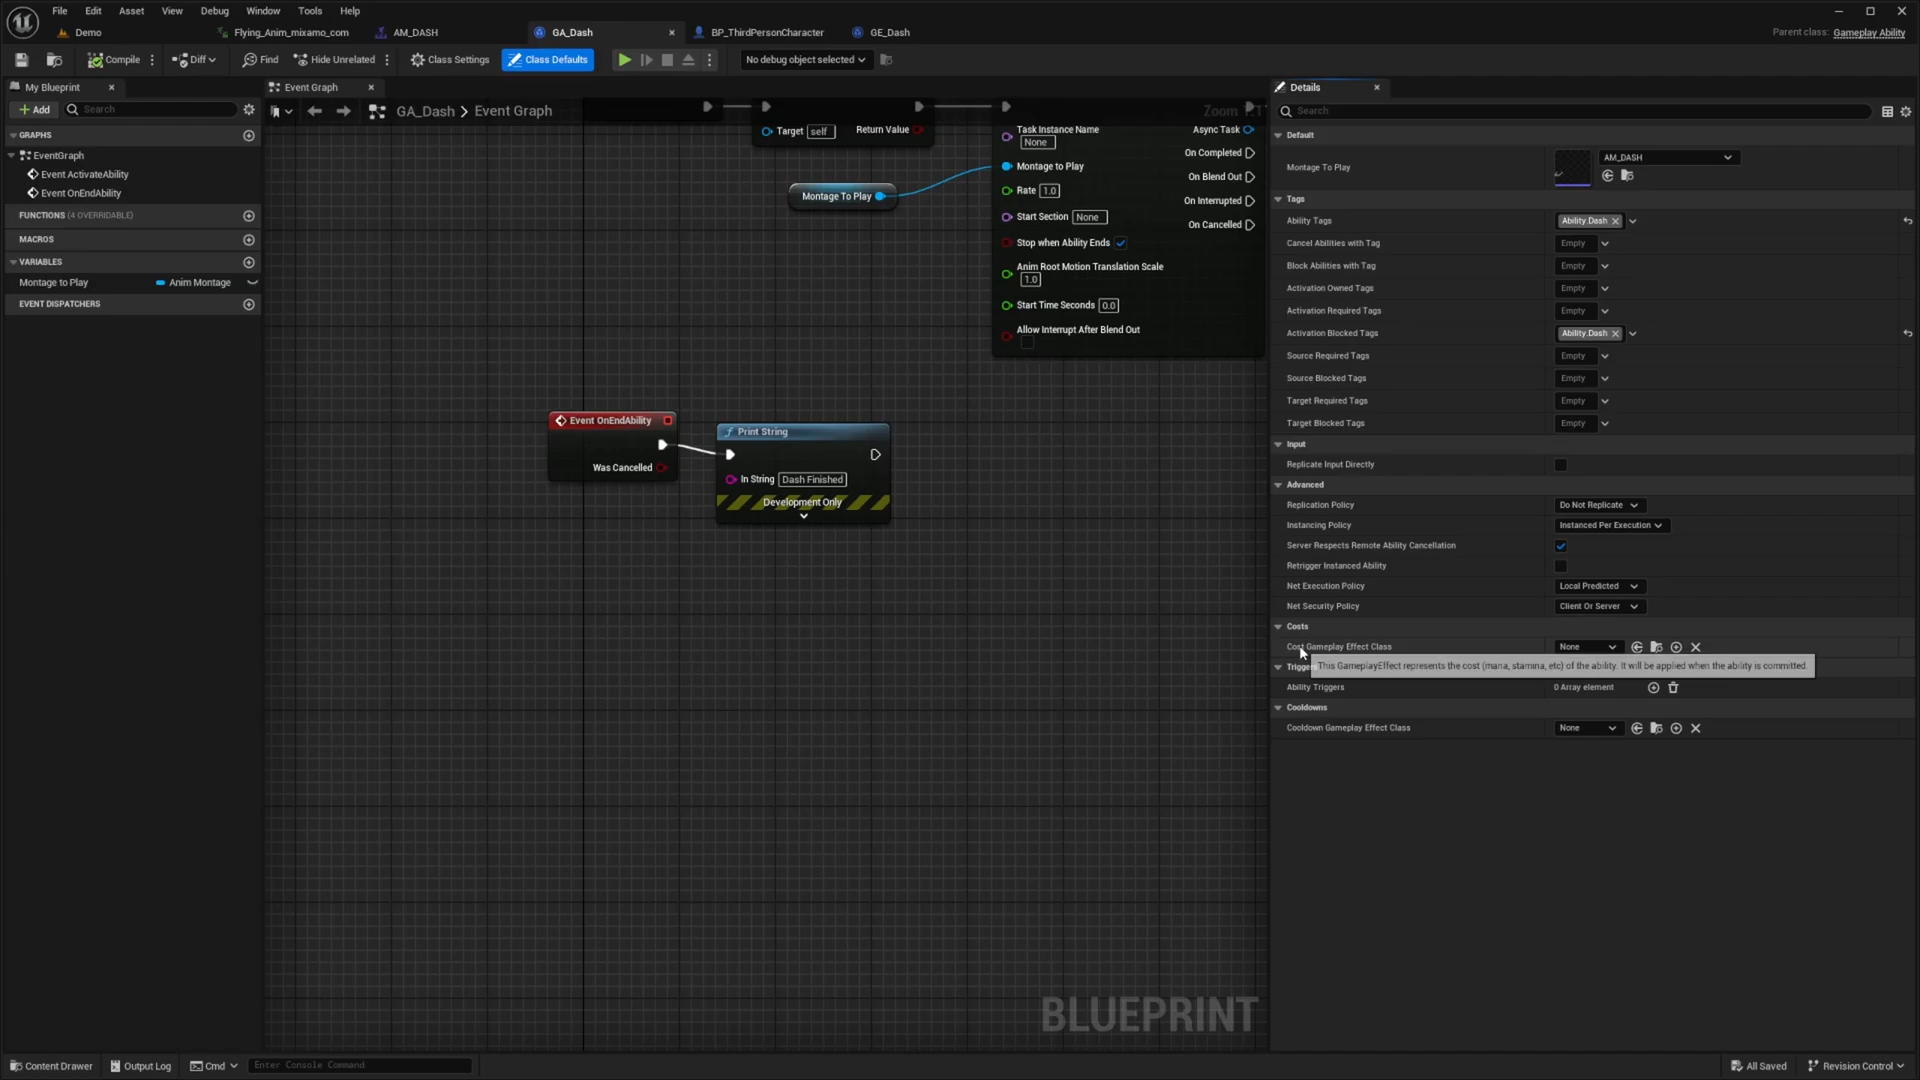 File Edit Asset View Debug Window Tools Help
Demo Flying_Anim_mixamo_com AM_DASH GA_Dash BP_ThirdPersonCharacter GE_Dash Parent class: Gameplay Ability
Compile Diff Find Hide Unrelated Class Settings Class Defaults No debug object selected
My Blueprint
Add Search
GRAPHS
EventGraph
Event ActivateAbility
Event OnEndAbility
FUNCTIONS (4 OVERRIDABLE)
MACROS
VARIABLES
Montage to Play Anim Montage
EVENT DISPATCHERS
Event Graph
GA_Dash > Event Graph Zoom 1:1
Target self Return Value
Montage To Play
Task Instance Name Async Task
None
On Completed
Montage to Play
On Blend Out
Rate 1.0
On Interrupted
Start Section None
On Cancelled
Stop when Ability Ends
Anim Root Motion Translation Scale
1.0
Start Time Seconds 0.0
Allow Interrupt After Blend Out
Event OnEndAbility
Was Cancelled
Print String
In String Dash Finished
Development Only
BLUEPRINT
Details
Search
Default
Montage To Play AM_DASH
Tags
Ability Tags Ability.Dash
Cancel Abilities with Tag Empty
Block Abilities with Tag Empty
Activation Owned Tags Empty
Activation Required Tags Empty
Activation Blocked Tags Ability.Dash
Source Required Tags Empty
Source Blocked Tags Empty
Target Required Tags Empty
Target Blocked Tags Empty
Input
Replicate Input Directly
Advanced
Replication Policy Do Not Replicate
Instancing Policy Instanced Per Execution
Server Respects Remote Ability Cancellation
Retrigger Instanced Ability
Net Execution Policy Local Predicted
Net Security Policy Client Or Server
Costs
Cost Gameplay Effect Class None
This GameplayEffect represents the cost (mana, stamina, etc) of the ability. It will be applied when the ability is committed.
Ability Triggers 0 Array element
Cooldowns
Cooldown Gameplay Effect Class None
Content Drawer Output Log Cmd Enter Console Command All Saved Revision Control